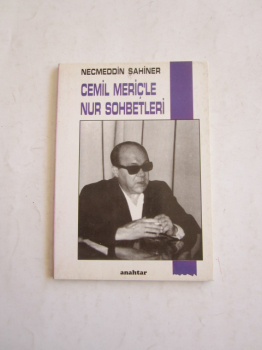 NECMEDDİN ŞAHİNER
CEMİL MERİÇ'LE
NUR SOHBETLERİ
anahtar